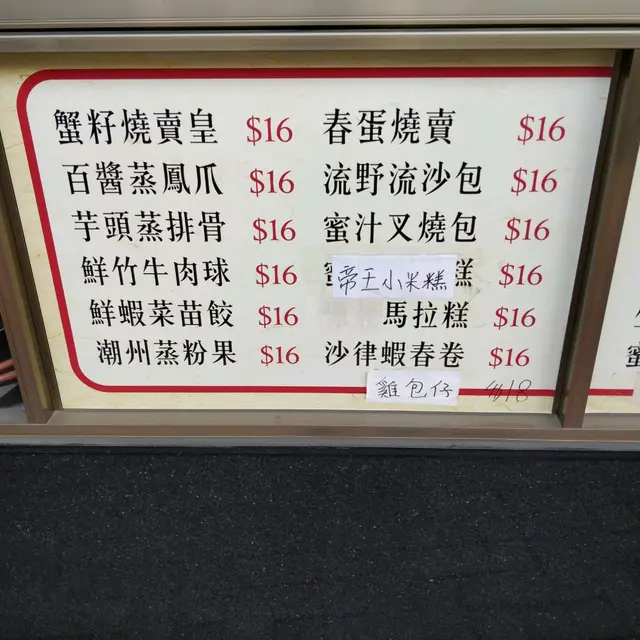 蟹籽燒賣皇 $16
百醬蒸鳳爪 $16
芋頭蒸排骨 $16
鮮竹牛肉球 $16
鮮蝦菜苗餃 $16
潮州蒸粉果 $16
春蛋燒賣 $16
流野流沙包 $16
蜜汁叉燒包 $16
帝王小米糕 糕 $16
馬拉糕 $16
沙律蝦春卷 $16
雞包仔 $18